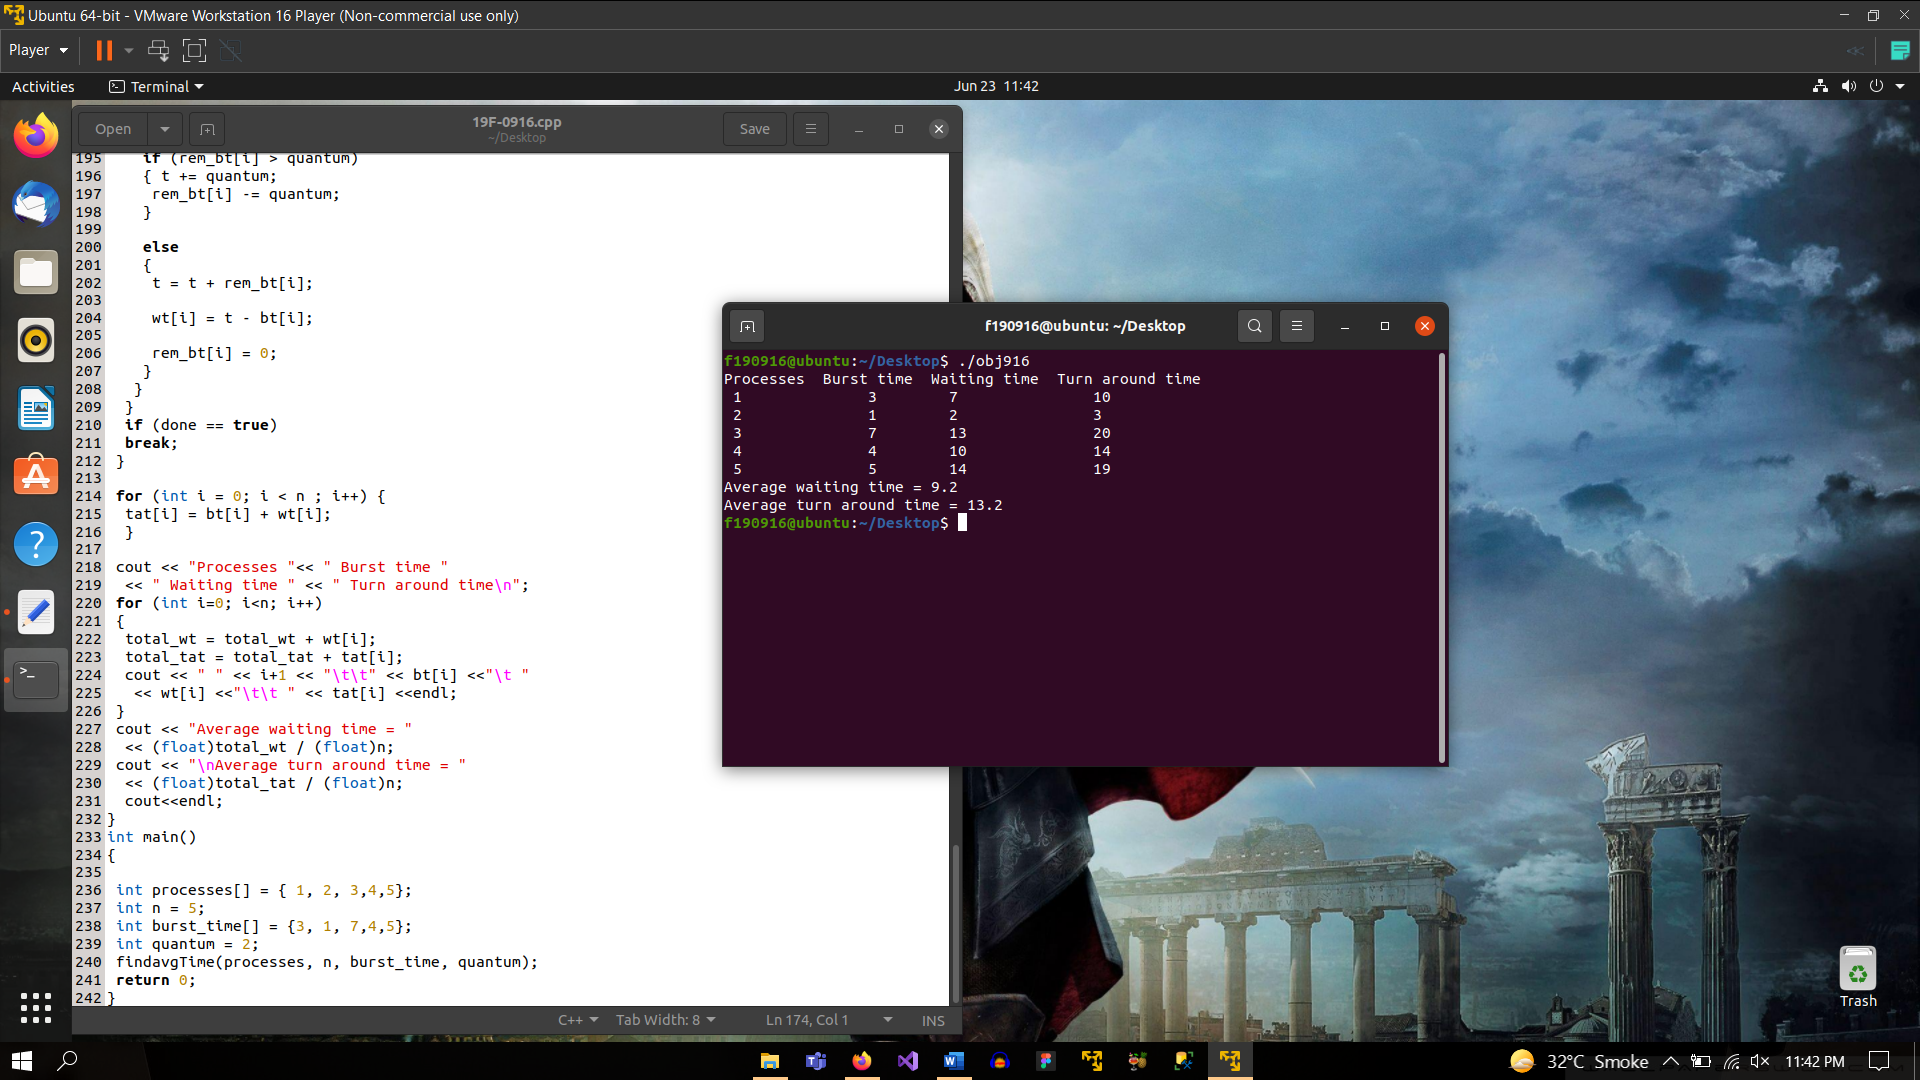 Ubuntu 64-bit - VMware Workstation 16 Player (Non-commercial use only)
Player
Activities
Terminal
Jun 23 11:42
Open
19F-0916.cpp
~/Desktop
Save
195 if (rem_bt[i] > quantum)
196 { t += quantum;
197 rem_bt[i] -= quantum;
198 }
199
200 else
201 {
202 t = t + rem_bt[i];
203
204 wt[i] = t - bt[i];
205
206 rem_bt[i] = 0;
207 }
208 }
209 }
210 if (done == true)
211 break;
212 }
213
214 for (int i = 0; i < n ; i++) {
215 tat[i] = bt[i] + wt[i];
216 }
217
218 cout << "Processes "<< " Burst time "
219 << " Waiting time " << " Turn around time\n";
220 for (int i=0; i<n; i++)
221 {
222 total_wt = total_wt + wt[i];
223 total_tat = total_tat + tat[i];
224 cout << " " << i+1 << "\t\t" << bt[i] <<"\t "
225 << wt[i] <<"\t\t " << tat[i] <<endl;
226 }
227 cout << "Average waiting time = "
228 << (float)total_wt / (float)n;
229 cout << "\nAverage turn around time = "
230 << (float)total_tat / (float)n;
231 cout<<endl;
232 }
233 int main()
234 {
235
236 int processes[] = { 1, 2, 3,4,5};
237 int n = 5;
238 int burst_time[] = {3, 1, 7,4,5};
239 int quantum = 2;
240 findavgTime(processes, n, burst_time, quantum);
241 return 0;
242 }
C++
Tab Width: 8
Ln 174, Col 1
INS
f190916@ubuntu: ~/Desktop
f190916@ubuntu:~/Desktop$ ./obj916
Processes Burst time Waiting time Turn around time
1 3 7 10
2 1 2 3
3 7 13 20
4 4 10 14
5 5 14 19
Average waiting time = 9.2
Average turn around time = 13.2
f190916@ubuntu:~/Desktop$
Trash
32°C Smoke
11:42 PM